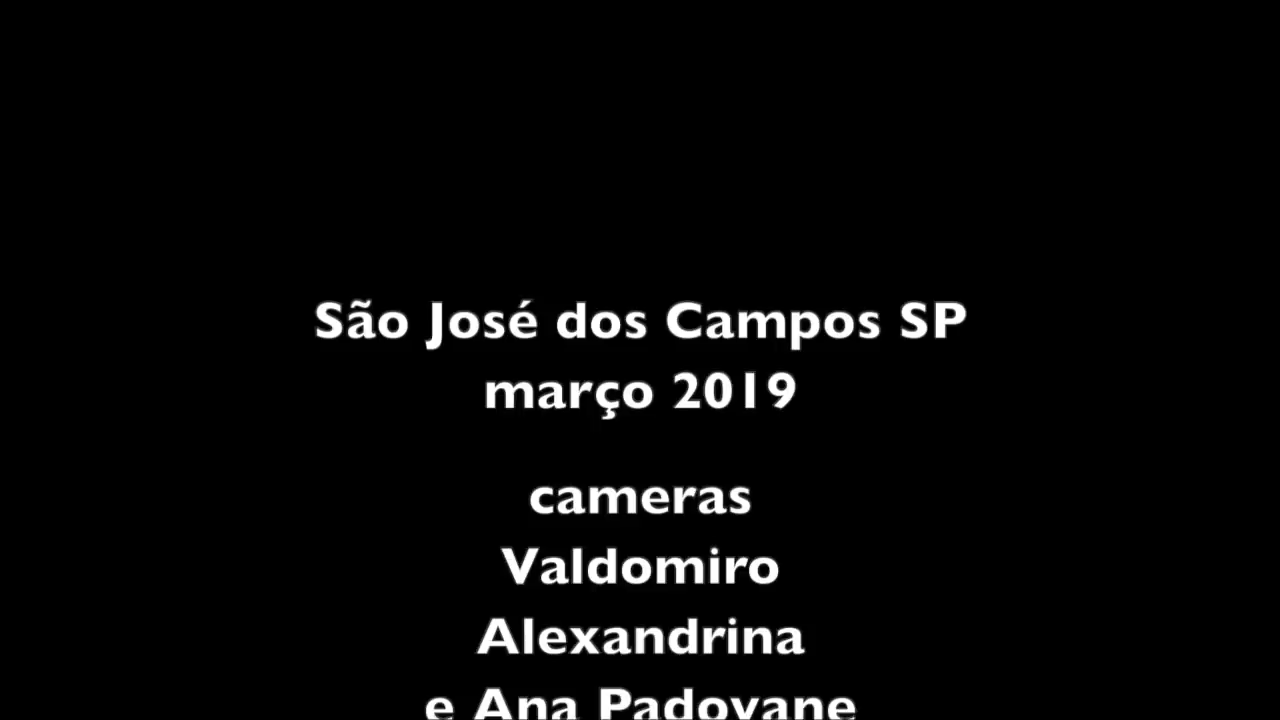 São José dos Campos SP
março 2019
cameras
Valdomiro
Alexandrina
e Ana Padovane